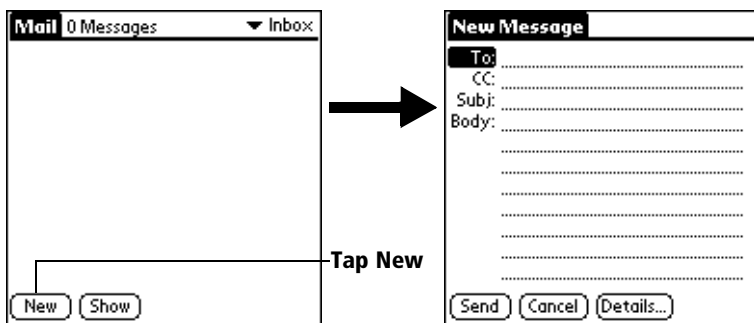 Mail 0 Messages Inbox
New Show
Tap New
New Message
To:
CC:
Subj:
Body:
Send Cancel Details...